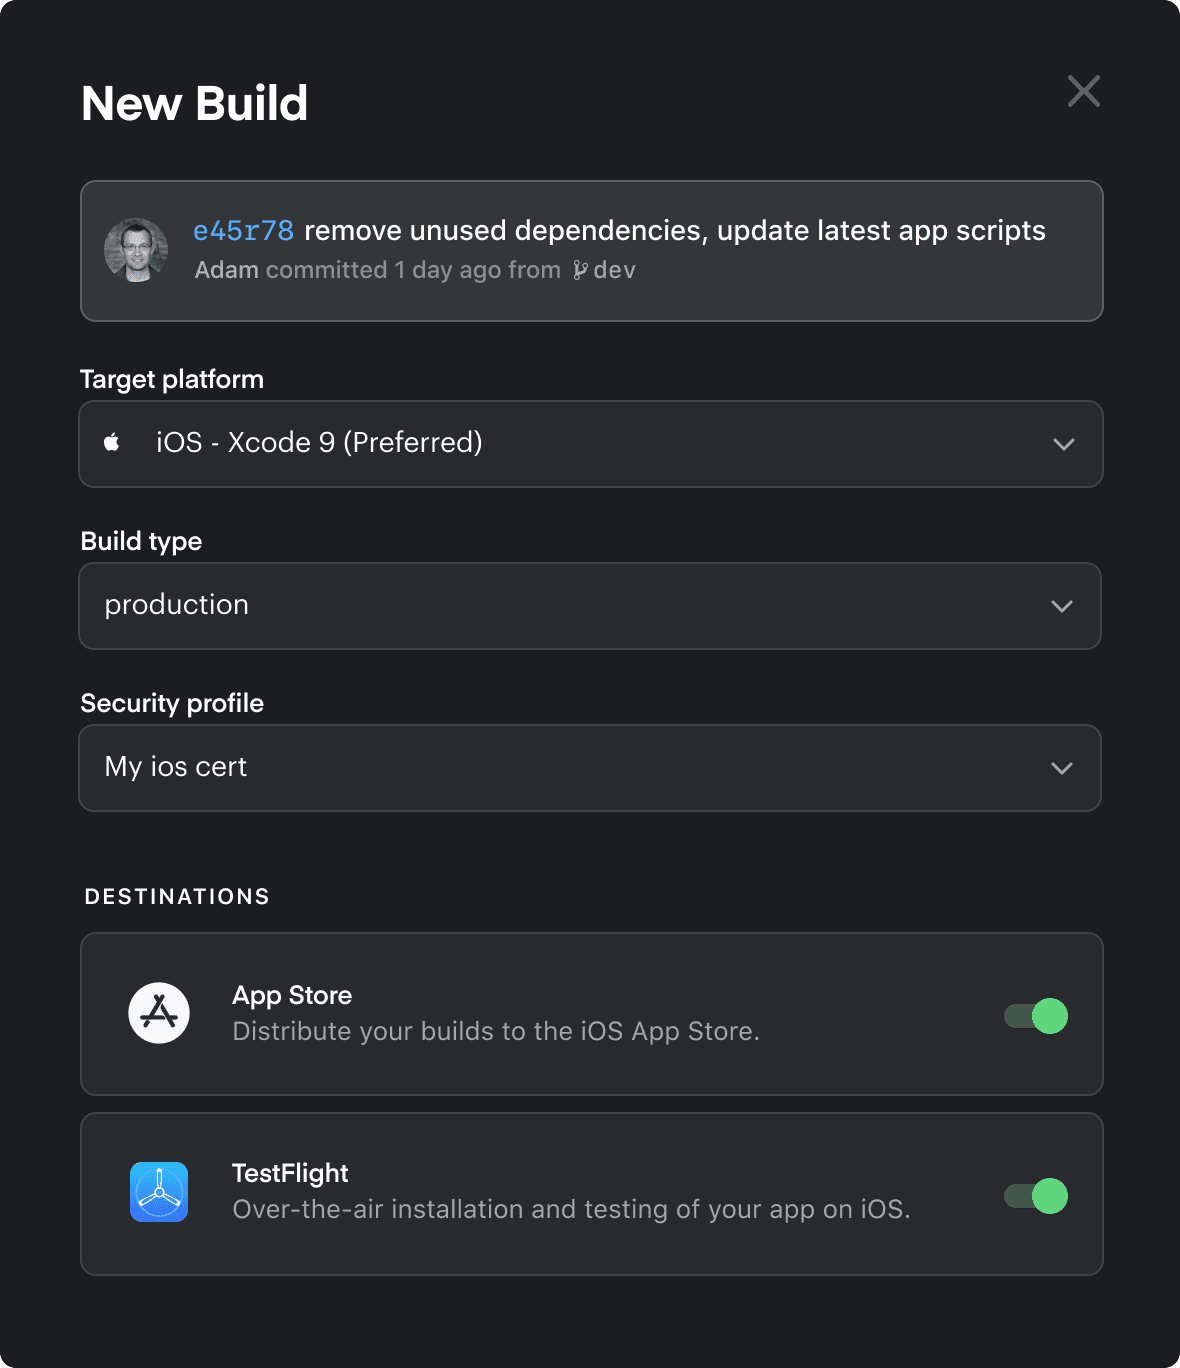 New Build
e45r78 remove unused dependencies, update latest app scripts
Adam committed 1 day ago from dev
Target platform
iOS - Xcode 9 (Preferred)
Build type
production
Security profile
My ios cert
DESTINATIONS
App Store
Distribute your builds to the iOS App Store.
TestFlight
Over-the-air installation and testing of your app on iOS.